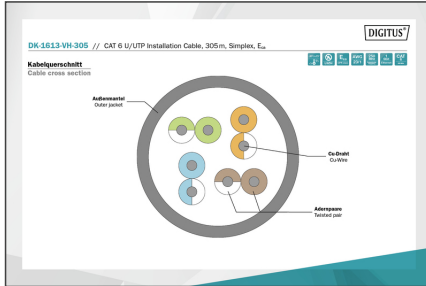 DIGITUS®
DK-1613-VH-305 // CAT 6 U/UTP Installation Cable, 305 m, Simplex, Eca
Kabelquerschnitt
Cable cross section
Außenmantel
Outer jacket
Cu-Draht
Cu-Wire
Adernpaare
Twisted pair